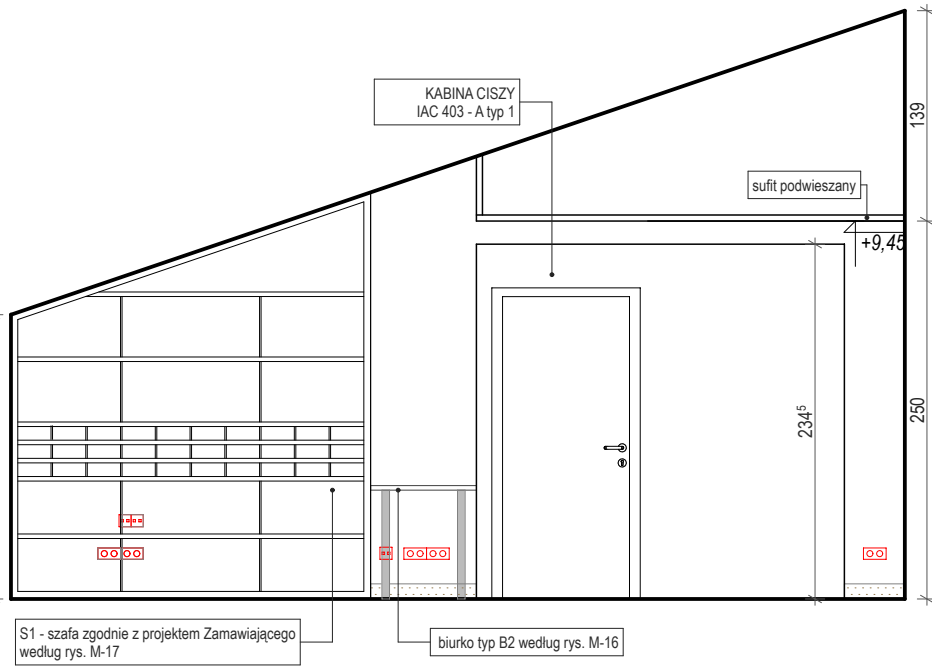 KABINA CISZY
IAC 403 - A typ 1
139
sufit podwieszany
+9,45
250
234⁵
S1 - szafa zgodnie z projektem Zamawiającego
według rys. M-17
biurko typ B2 według rys. M-16